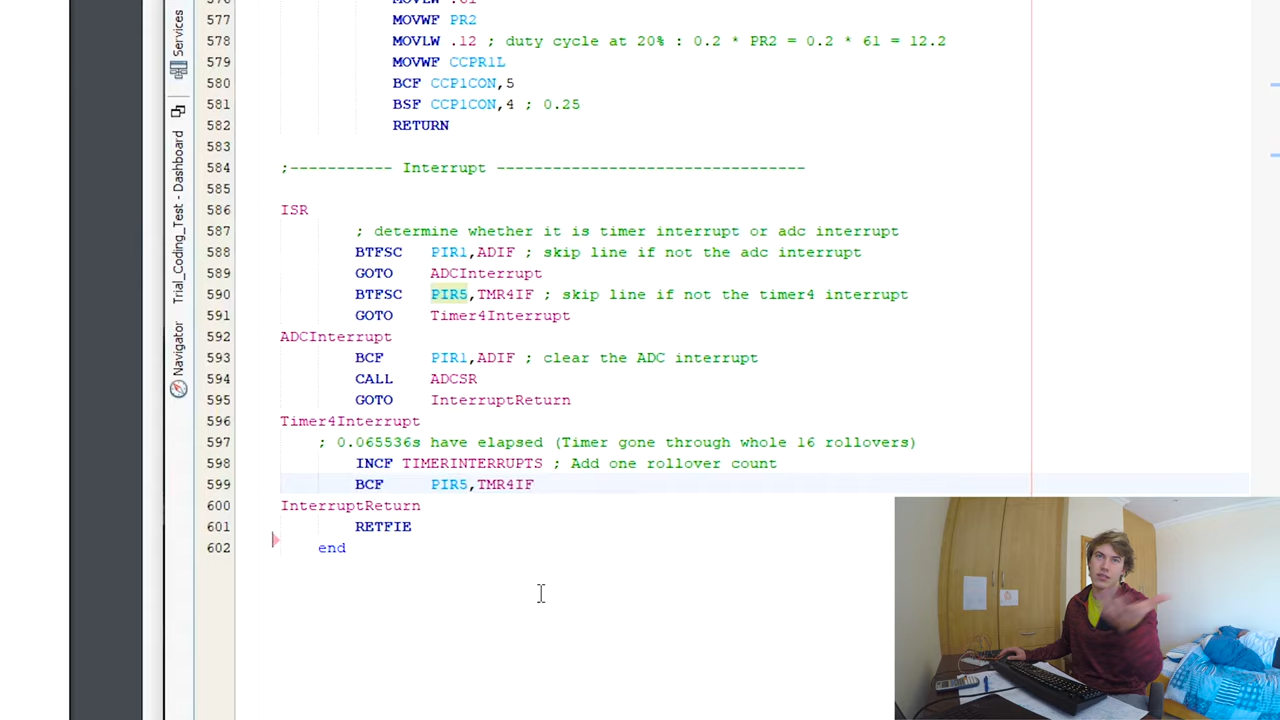 Services
Trial_Coding_Test - Dashboard
Navigator
577 MOVWF PR2
578 MOVLW .12 ; duty cycle at 20% : 0.2 * PR2 = 0.2 * 61 = 12.2
579 MOVWF CCPR1L
580 BCF CCP1CON,5
581 BSF CCP1CON,4 ; 0.25
582 RETURN
583
584 ;----------- Interrupt ---------------------------------
585
586 ISR
587 ; determine whether it is timer interrupt or adc interrupt
588 BTFSC PIR1,ADIF ; skip line if not the adc interrupt
589 GOTO ADCInterrupt
590 BTFSC PIR5,TMR4IF ; skip line if not the timer4 interrupt
591 GOTO Timer4Interrupt
592 ADCInterrupt
593 BCF PIR1,ADIF ; clear the ADC interrupt
594 CALL ADCSR
595 GOTO InterruptReturn
596 Timer4Interrupt
597 ; 0.065536s have elapsed (Timer gone through whole 16 rollovers)
598 INCF TIMERINTERRUPTS ; Add one rollover count
599 BCF PIR5,TMR4IF
600 InterruptReturn
601 RETFIE
602 end